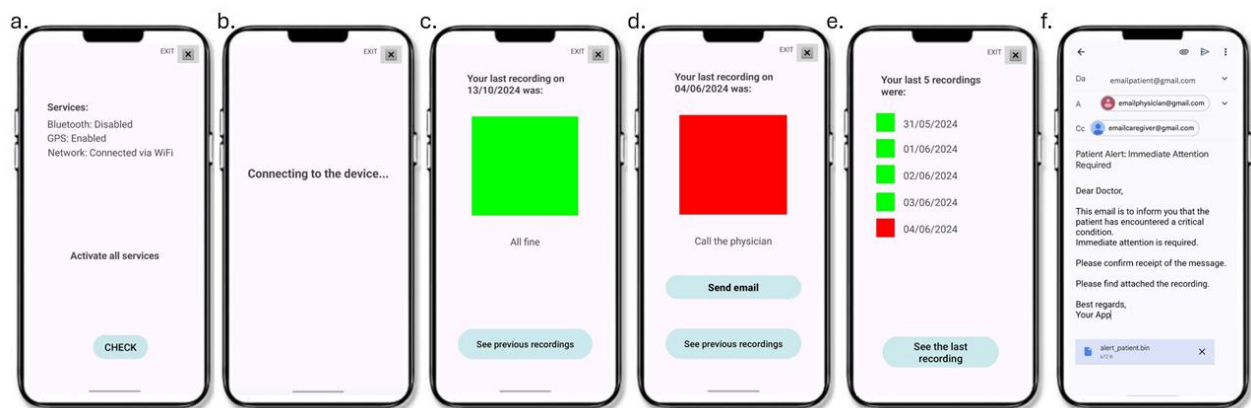 a.
EXIT
Services:
Bluetooth: Disabled
GPS: Enabled
Network: Connected via WiFi
Activate all services
CHECK
b.
EXIT
Connecting to the device...
c.
EXIT
Your last recording on
13/10/2024 was:
All fine
See previous recordings
d.
EXIT
Your last recording on
04/06/2024 was:
Call the physician
Send email
See previous recordings
e.
EXIT
Your last 5 recordings
were:
31/05/2024
01/06/2024
02/06/2024
03/06/2024
04/06/2024
See the last
recording
f.
Da emailpatient@gmail.com
A emailphysician@gmail.com
Cc emailcaregiver@gmail.com
Patient Alert: Immediate Attention
Required
Dear Doctor,
This email is to inform you that the
patient has encountered a critical
condition.
Immediate attention is required.
Please confirm receipt of the message.
Please find attached the recording.
Best regards,
Your App
alert_patient.bin